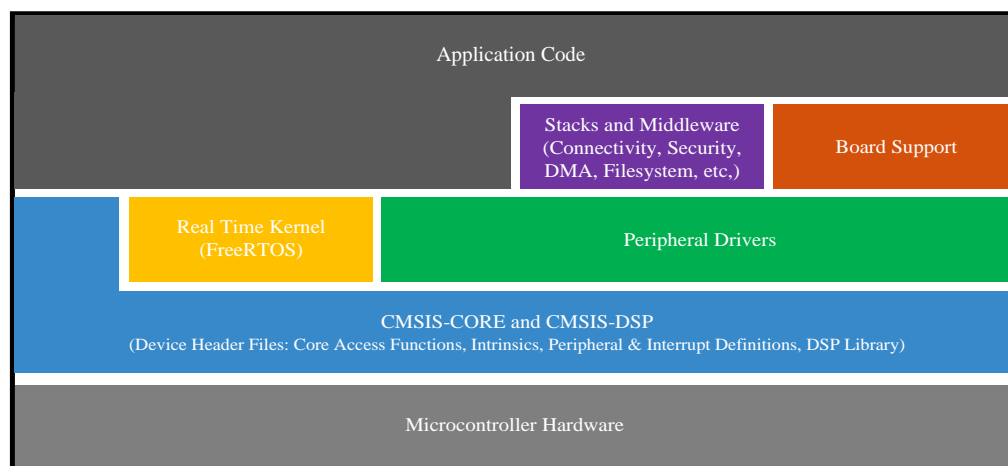 Application Code
Stacks and Middleware
(Connectivity, Security,
DMA, Filesystem, etc,)
Board Support
Real Time Kernel
(FreeRTOS)
Peripheral Drivers
CMSIS-CORE and CMSIS-DSP
(Device Header Files: Core Access Functions, Intrinsics, Peripheral & Interrupt Definitions, DSP Library)
Microcontroller Hardware